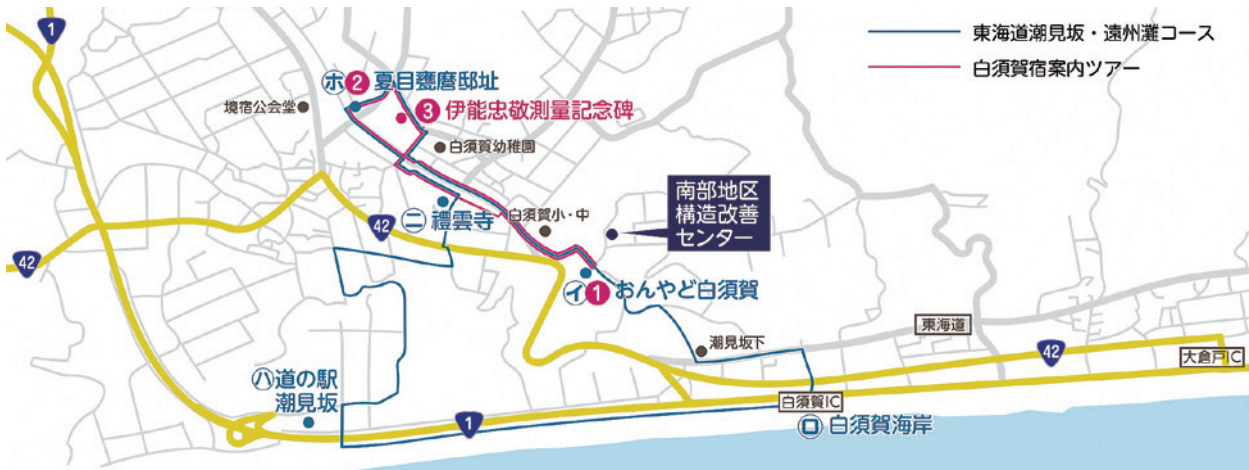 1
東海道潮見坂・遠州灘コース
白須賀宿案内ツアー
ホ2 夏目甕麿邸址
境宿公会堂
3 伊能忠敬測量記念碑
白須賀幼稚園
南部地区
構造改善
センター
ニ 禮雲寺
白須賀小・中
42
42
イ1 おんやど白須賀
東海道
潮見坂下
42
大倉戸IC
ハ道の駅
潮見坂
白須賀IC
1
ロ 白須賀海岸